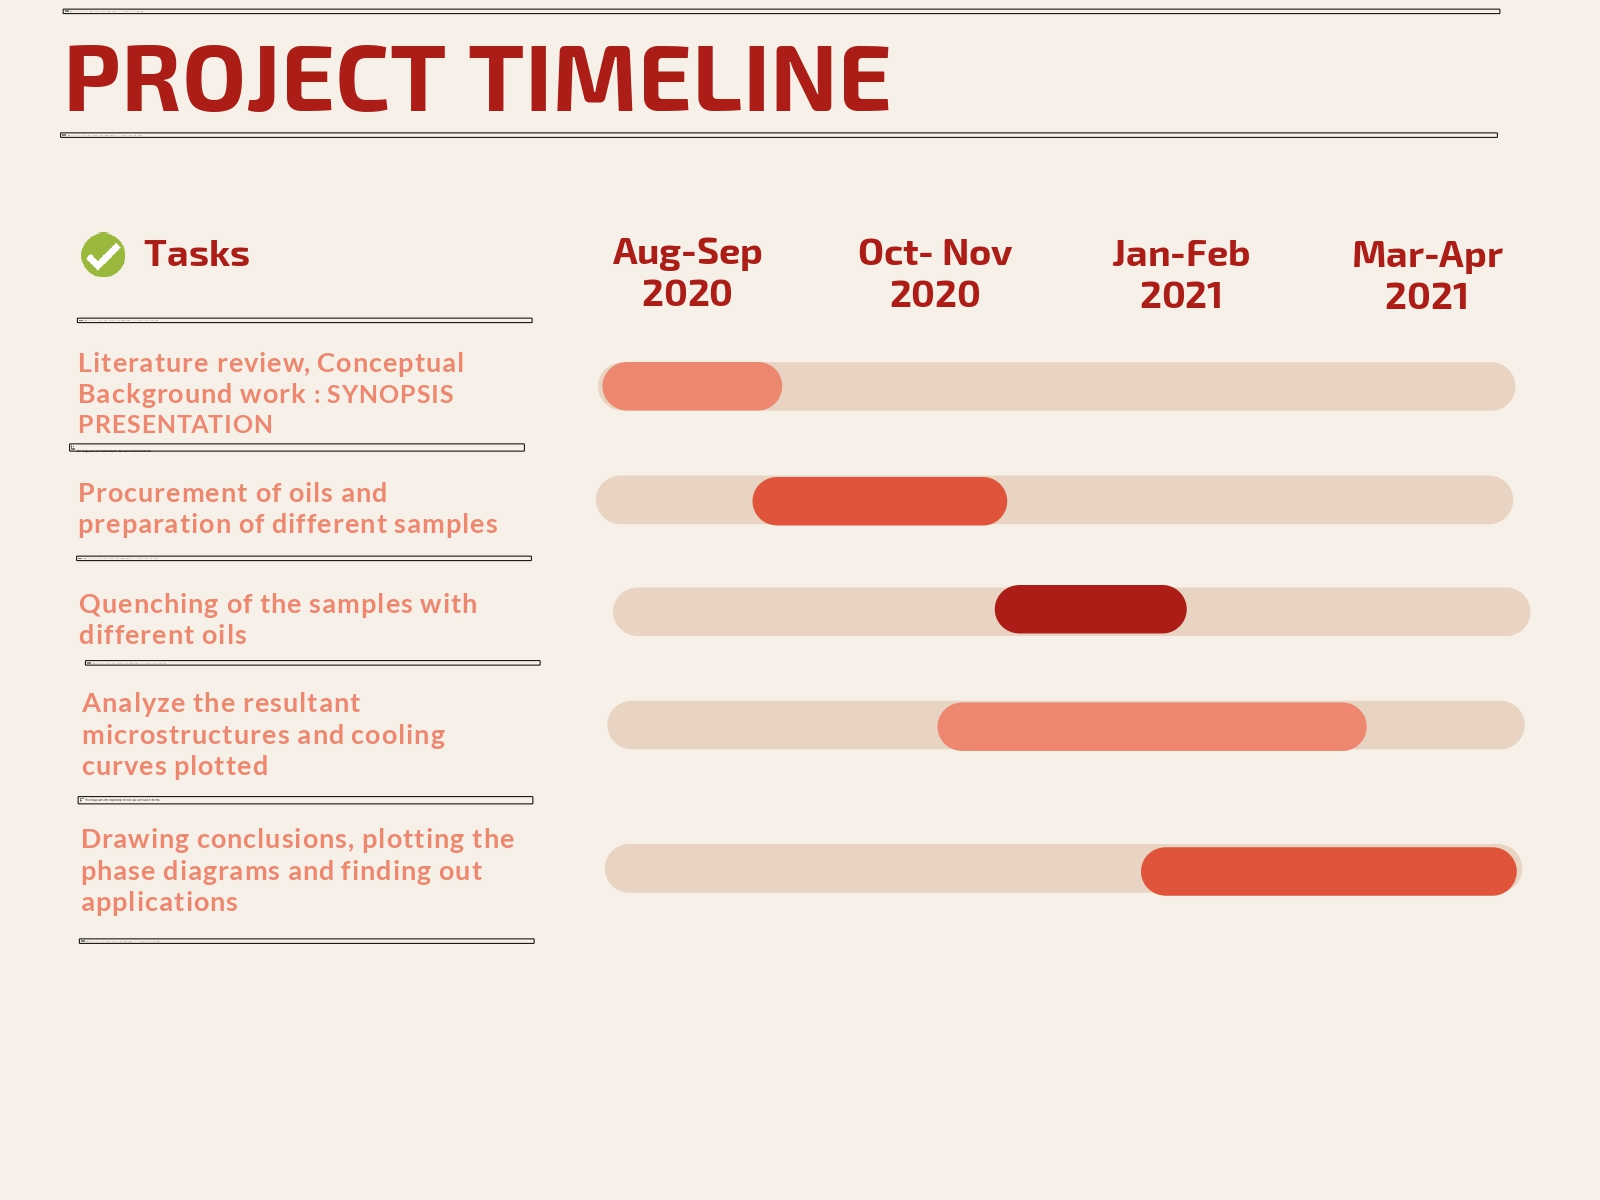 PROJECT TIMELINE
Tasks
Aug-Sep
2020
Oct- Nov
2020
Jan-Feb
2021
Mar-Apr
2021
Literature review, Conceptual
Background work : SYNOPSIS
PRESENTATION
Procurement of oils and
preparation of different samples
Quenching of the samples with
different oils
Analyze the resultant
microstructures and cooling
curves plotted
Drawing conclusions, plotting the
phase diagrams and finding out
applications